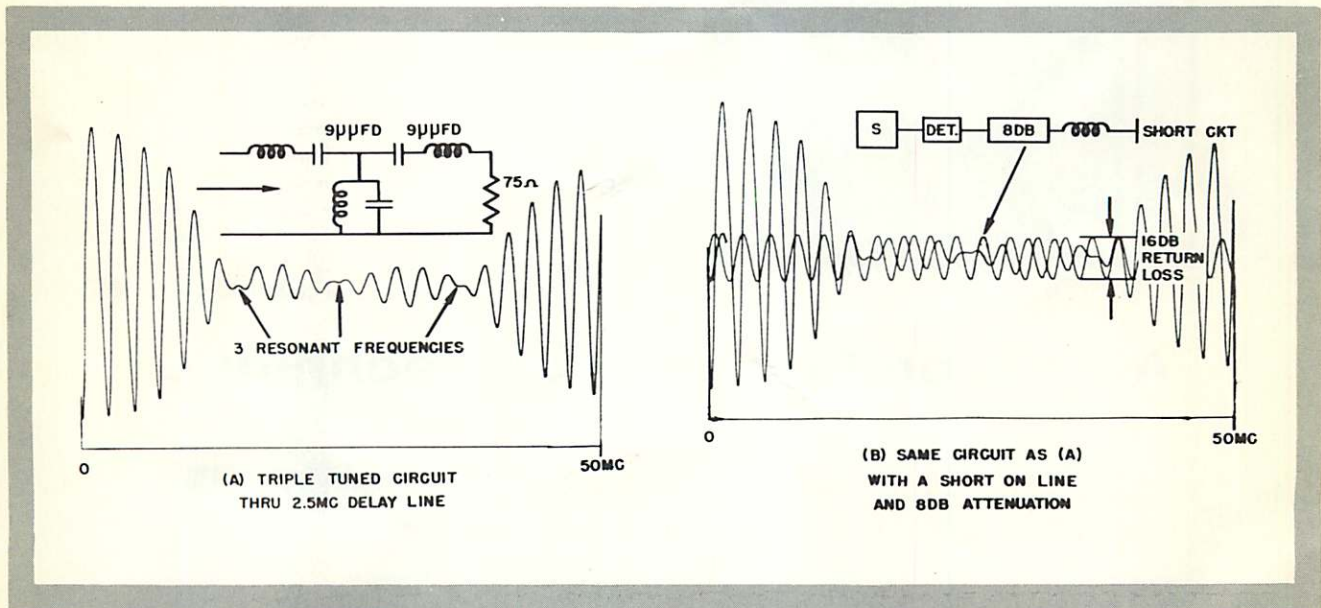 9µµFD 9µµFD
75Ω
3 RESONANT FREQUENCIES
0 50MC
(A) TRIPLE TUNED CIRCUIT
THRU 2.5MC DELAY LINE
S DET. 8DB SHORT CKT
16DB
RETURN
LOSS
0 50MC
(B) SAME CIRCUIT AS (A)
WITH A SHORT ON LINE
AND 8DB ATTENUATION